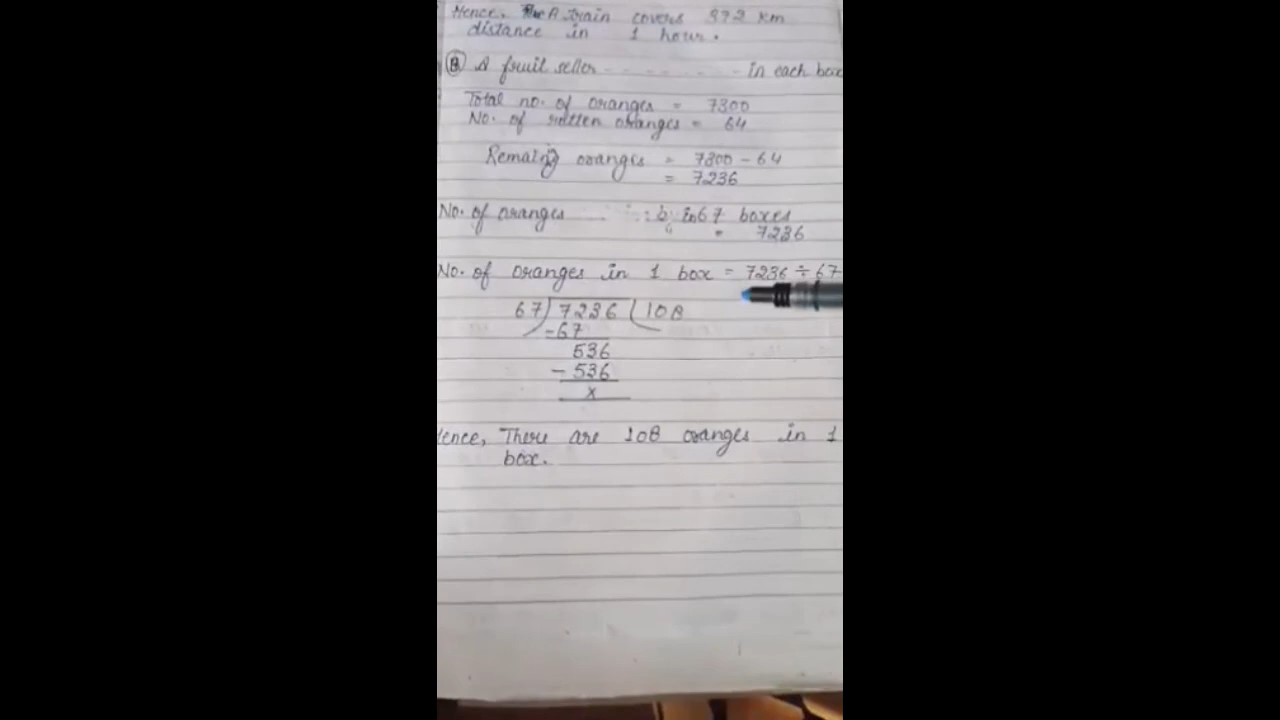 Hence, A train covers 372 km
distance in 1 hour.
8 A fruit seller - - - - - - - - in each box
Total no. of oranges = 7300
No. of rotten oranges = 64
Remaing oranges = 7300 - 64
= 7236
No. of oranges in 67 boxes
= 7236
No. of oranges in 1 box = 7236 ÷ 67
67) 7236 (108
-67
536
- 536
x
Hence, There are 108 oranges in 1
box.